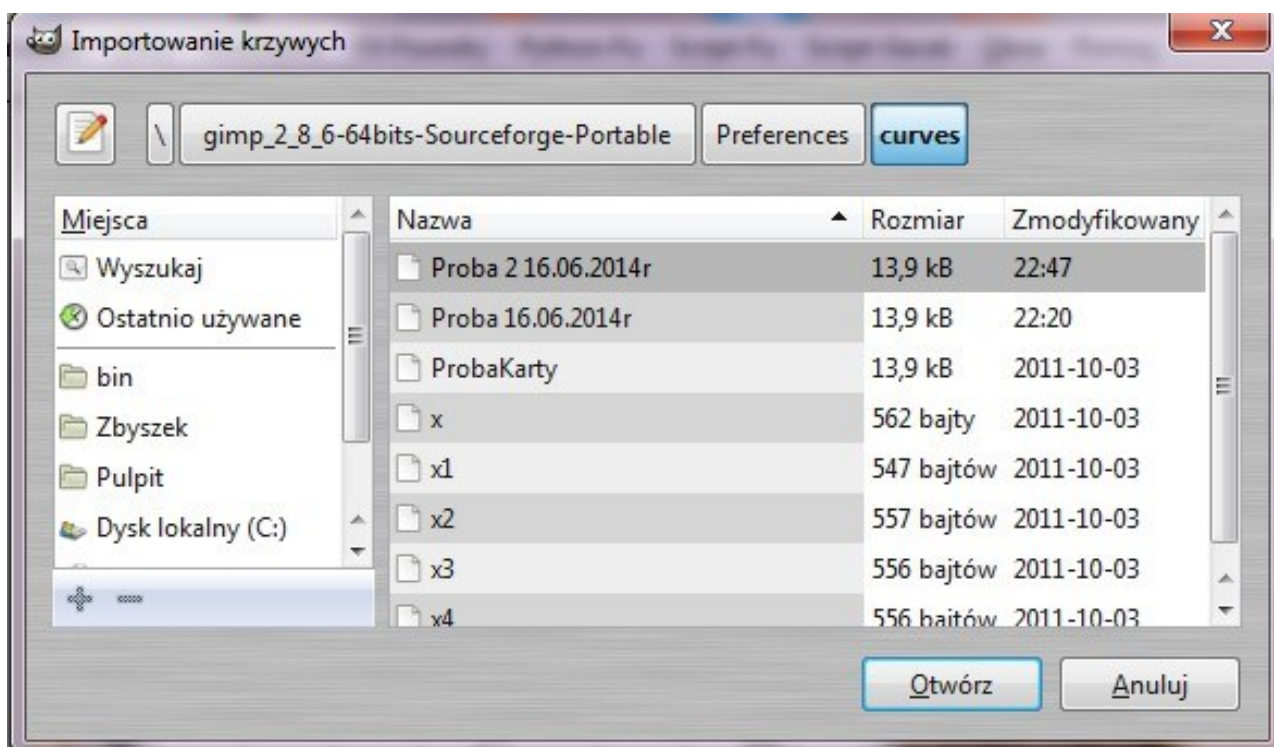 Importowanie krzywych
\ gimp_2_8_6-64bits-Sourceforge-Portable Preferences curves
Miejsca
Wyszukaj
Ostatnio używane
bin
Zbyszek
Pulpit
Dysk lokalny (C:)
Nazwa Rozmiar Zmodyfikowany
Proba 2 16.06.2014r 13,9 kB 22:47
Proba 16.06.2014r 13,9 kB 22:20
ProbaKarty 13,9 kB 2011-10-03
x 562 bajty 2011-10-03
x1 547 bajtów 2011-10-03
x2 557 bajtów 2011-10-03
x3 556 bajtów 2011-10-03
x4 556 bajtów 2011-10-03
Otwórz Anuluj